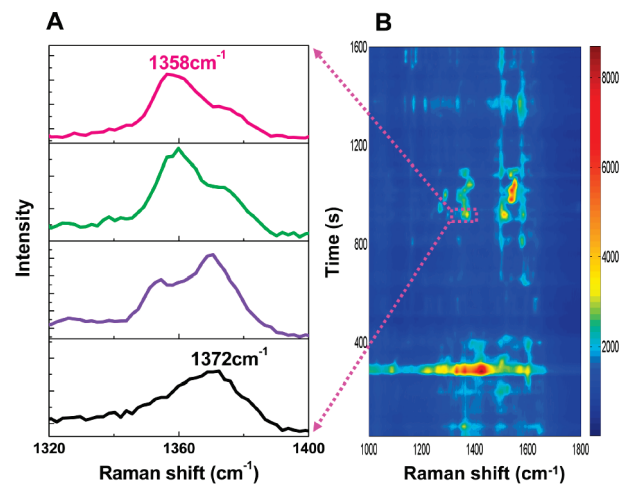 A
B
1358cm⁻¹
1372cm⁻¹
Intensity
1320
1360
1400
Raman shift (cm⁻¹)
Time (s)
1600
1200
800
400
1000
1200
1400
1600
1800
Raman shift (cm⁻¹)
8000
6000
4000
2000